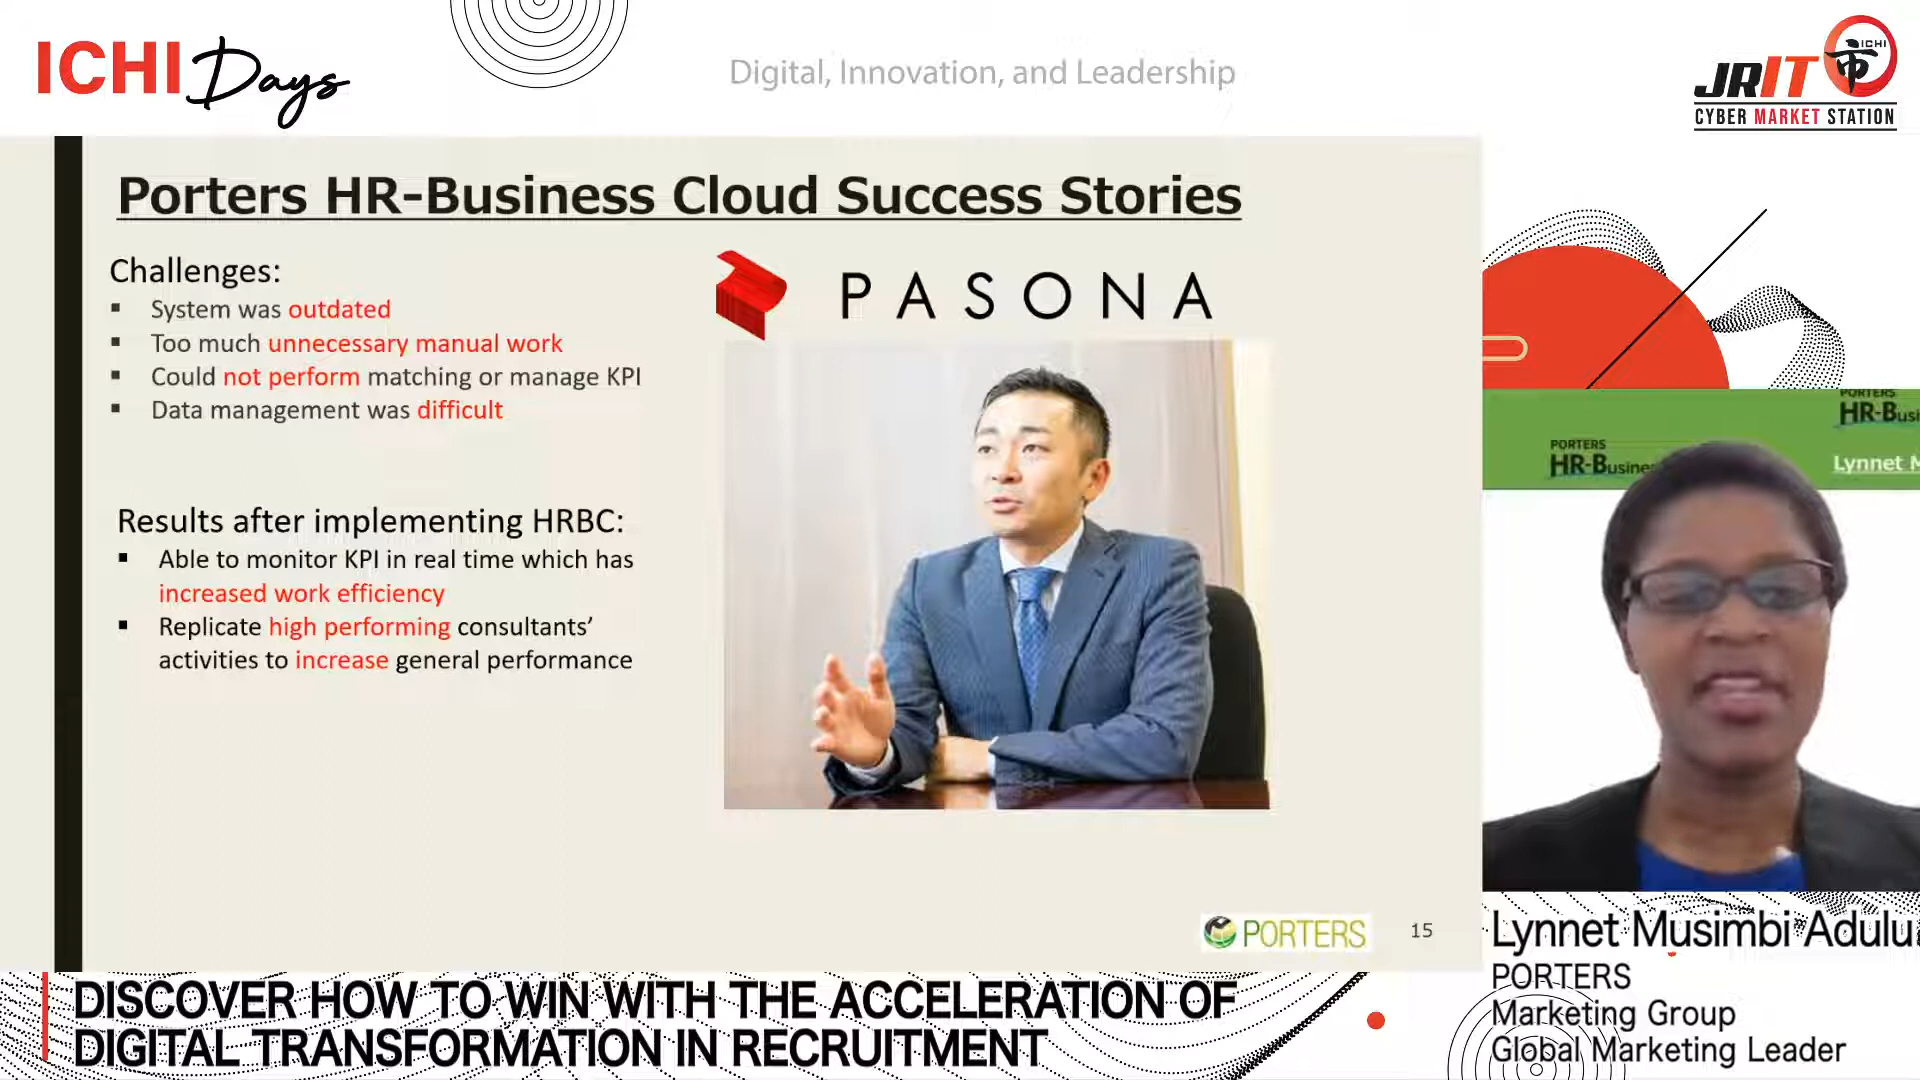 ICHI Days
Digital, Innovation, and Leadership
JRIT 市 ICHI
CYBER MARKET STATION
Porters HR-Business Cloud Success Stories
Challenges:
▪ System was outdated
▪ Too much unnecessary manual work
▪ Could not perform matching or manage KPI
▪ Data management was difficult
PASONA
Results after implementing HRBC:
▪ Able to monitor KPI in real time which has
increased work efficiency
▪ Replicate high performing consultants’
activities to increase general performance
PORTERS
15
PORTERS
HR-Busi
PORTERS
HR-Busine
Lynnet M
Lynnet Musimbi Adulu
PORTERS
Marketing Group
Global Marketing Leader
DISCOVER HOW TO WIN WITH THE ACCELERATION OF
DIGITAL TRANSFORMATION IN RECRUITMENT